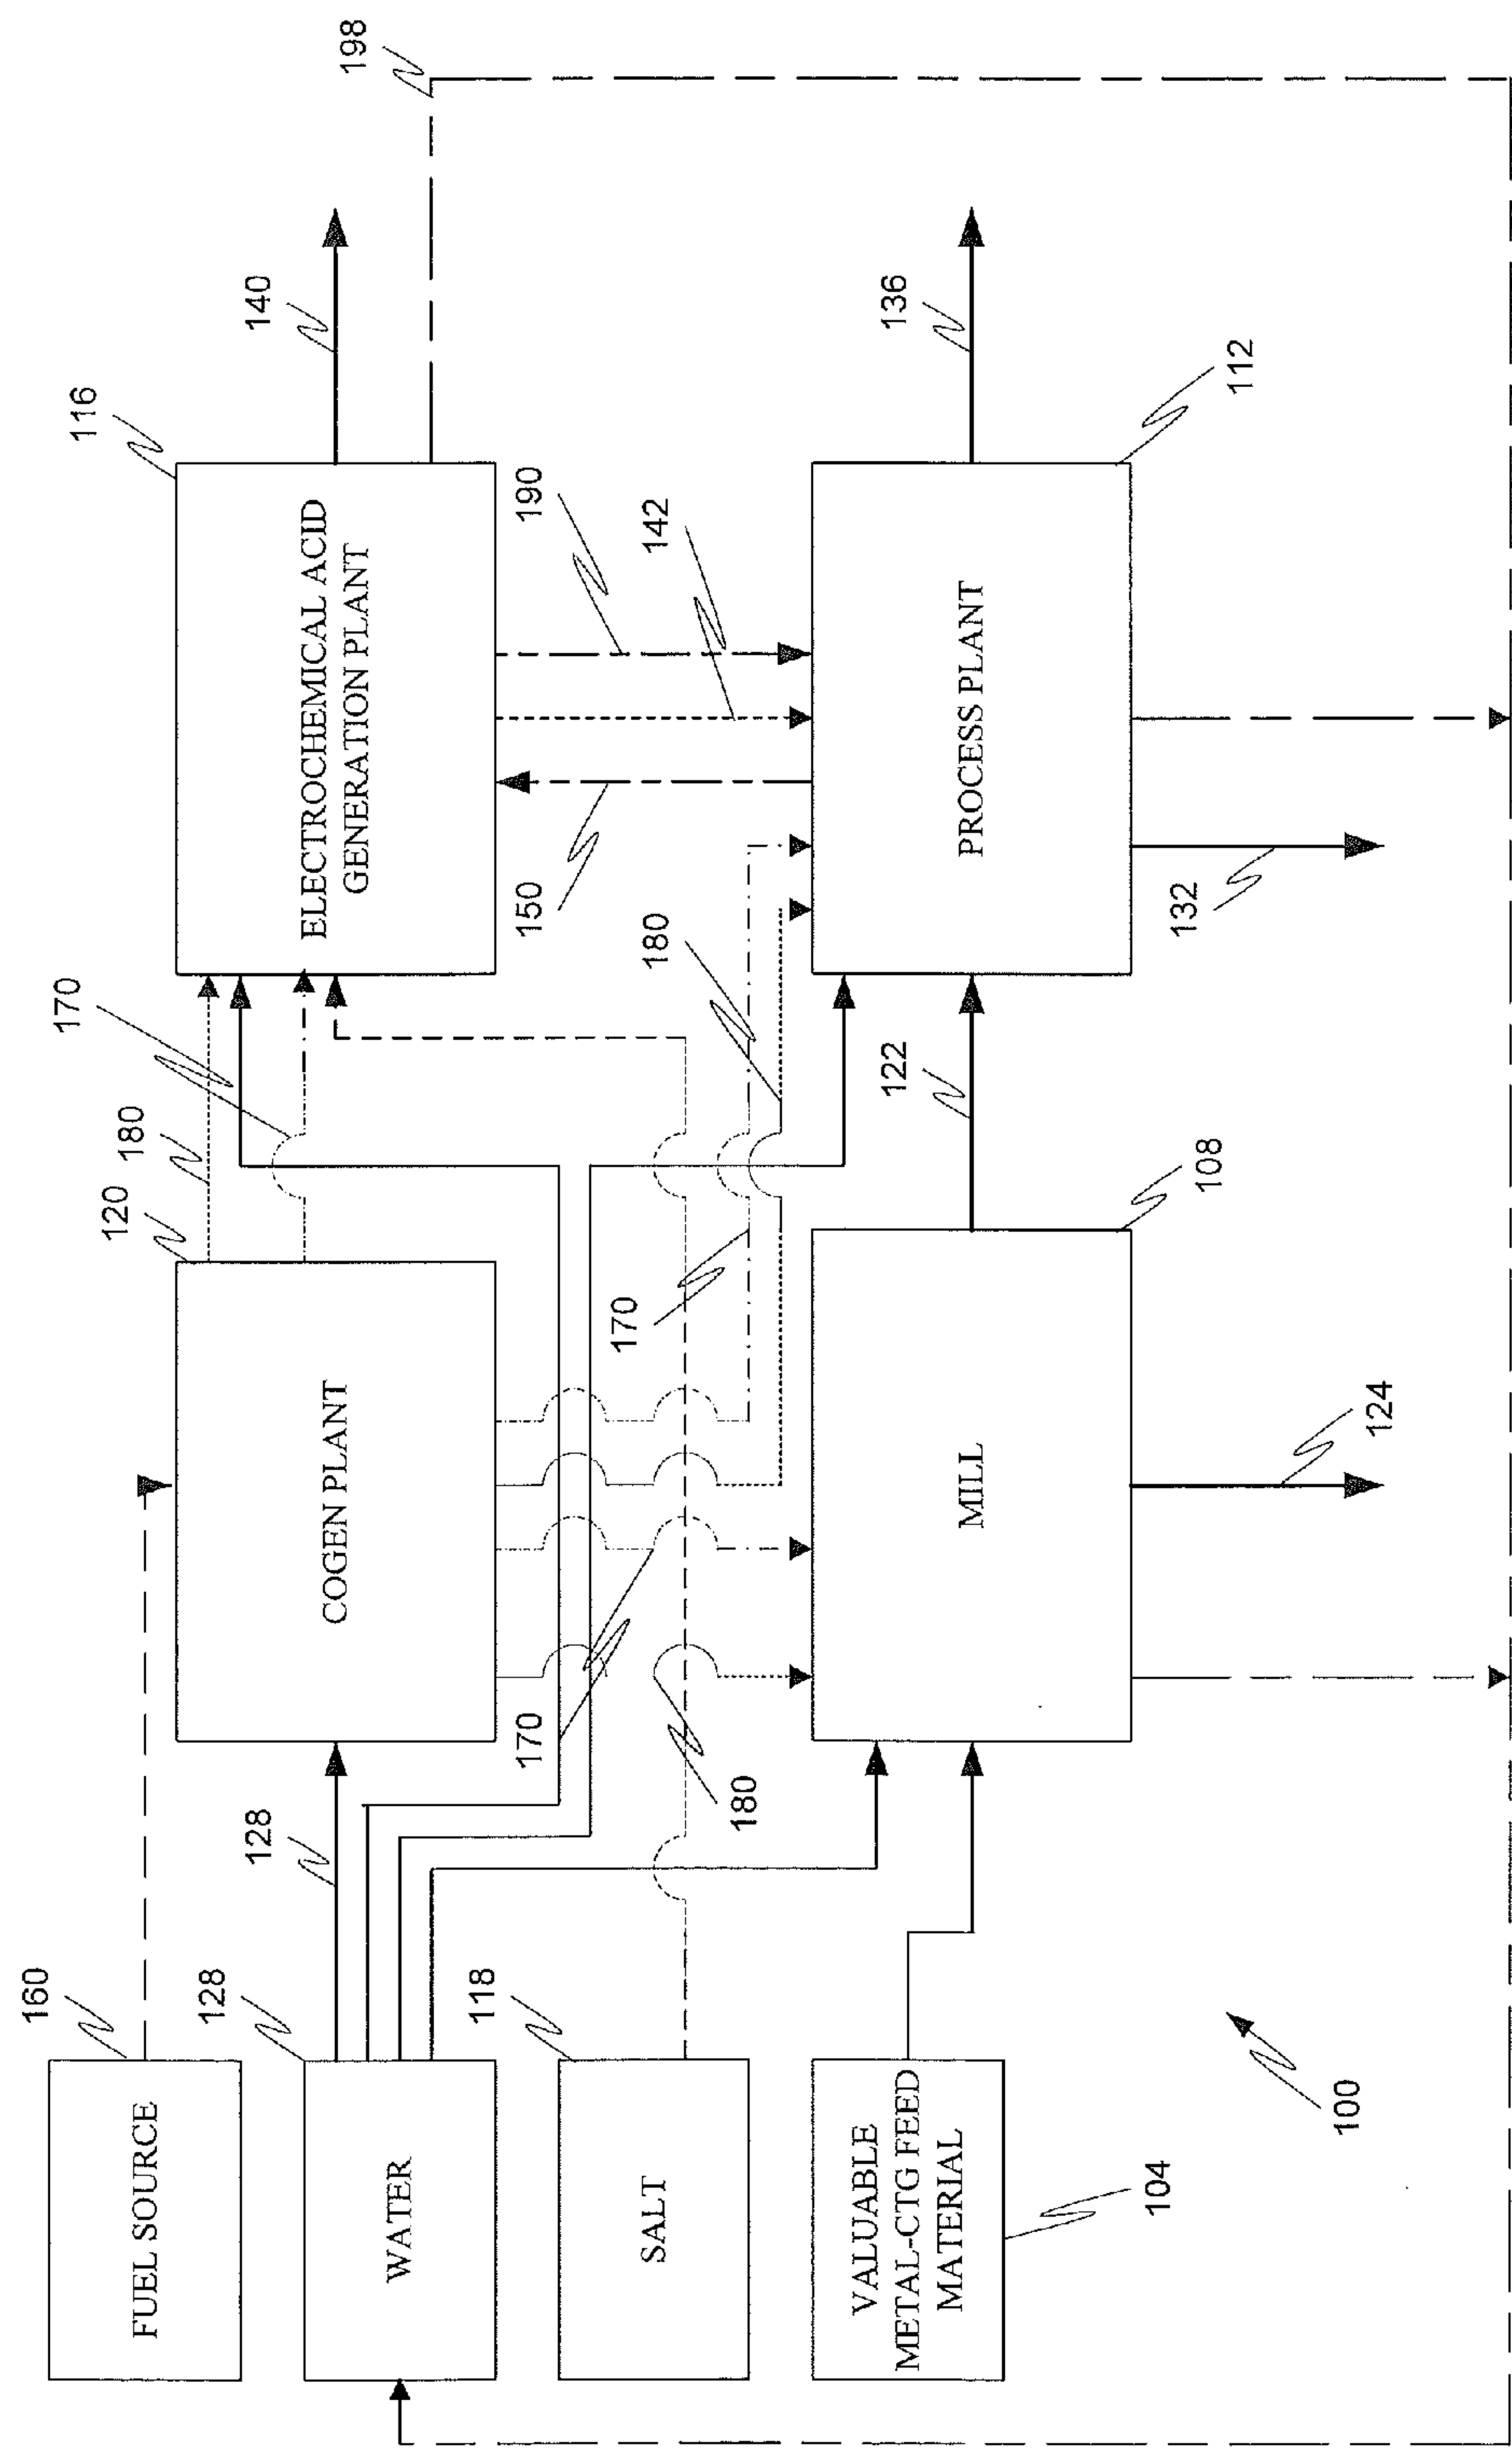 198
140
116
ELECTROCHEMICAL ACID
GENERATION PLANT
190
142
150
136
PROCESS PLANT
112
132
170
180
120
180
170
122
108
COGEN PLANT
MILL
124
170
180
128
160
FUEL SOURCE
128
WATER
118
SALT
VALUABLE
METAL-CTG FEED
MATERIAL
104
100